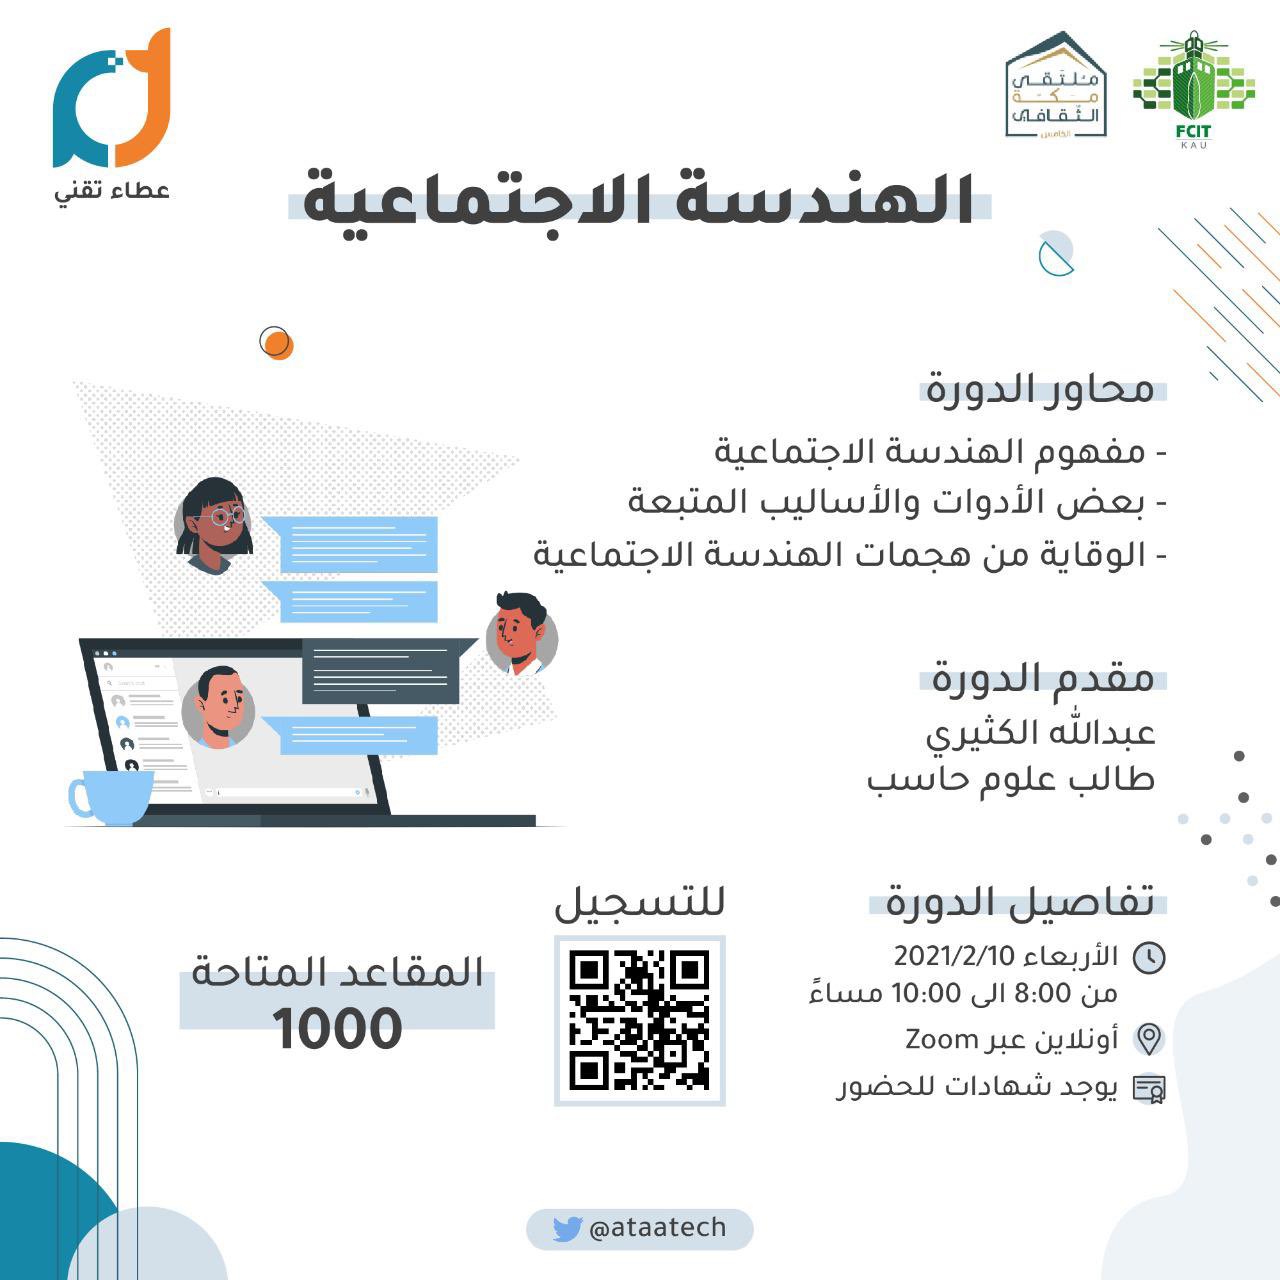 عطاء تقني
ملتقى
مكة
الثقافي
الخامس
FCIT
KAU
الهندسة الاجتماعية
محاور الدورة
- مفهوم الهندسة الاجتماعية
- بعض الأدوات والأساليب المتبعة
- الوقاية من هجمات الهندسة الاجتماعية
مقدم الدورة
عبدالله الكثيري
طالب علوم حاسب
تفاصيل الدورة
الأربعاء 2021/2/10
من 8:00 الى 10:00 مساءً
أونلاين عبر Zoom
يوجد شهادات للحضور
للتسجيل
المقاعد المتاحة
1000
@ataatech